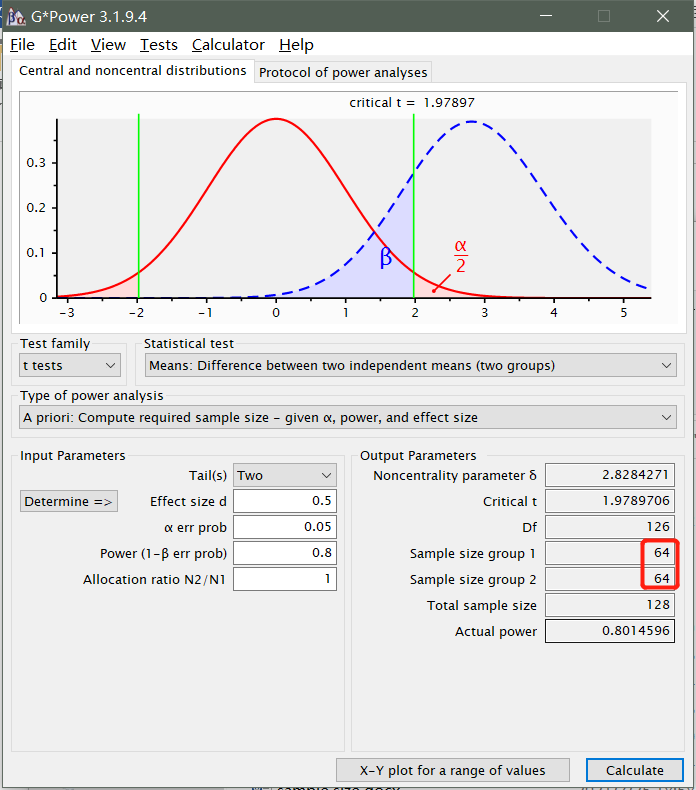 G*Power 3.1.9.4
File Edit View Tests Calculator Help
Central and noncentral distributions Protocol of power analyses
critical t = 1.97897
0.3
0.2
0.1
0
β
α
2
-3 -2 -1 0 1 2 3 4 5
Test family Statistical test
t tests Means: Difference between two independent means (two groups)
Type of power analysis
A priori: Compute required sample size - given α, power, and effect size
Input Parameters
Tail(s) Two
Determine => Effect size d 0.5
α err prob 0.05
Power (1-β err prob) 0.8
Allocation ratio N2/N1 1
Output Parameters
Noncentrality parameter δ 2.8284271
Critical t 1.9789706
Df 126
Sample size group 1 64
Sample size group 2 64
Total sample size 128
Actual power 0.8014596
X-Y plot for a range of values Calculate